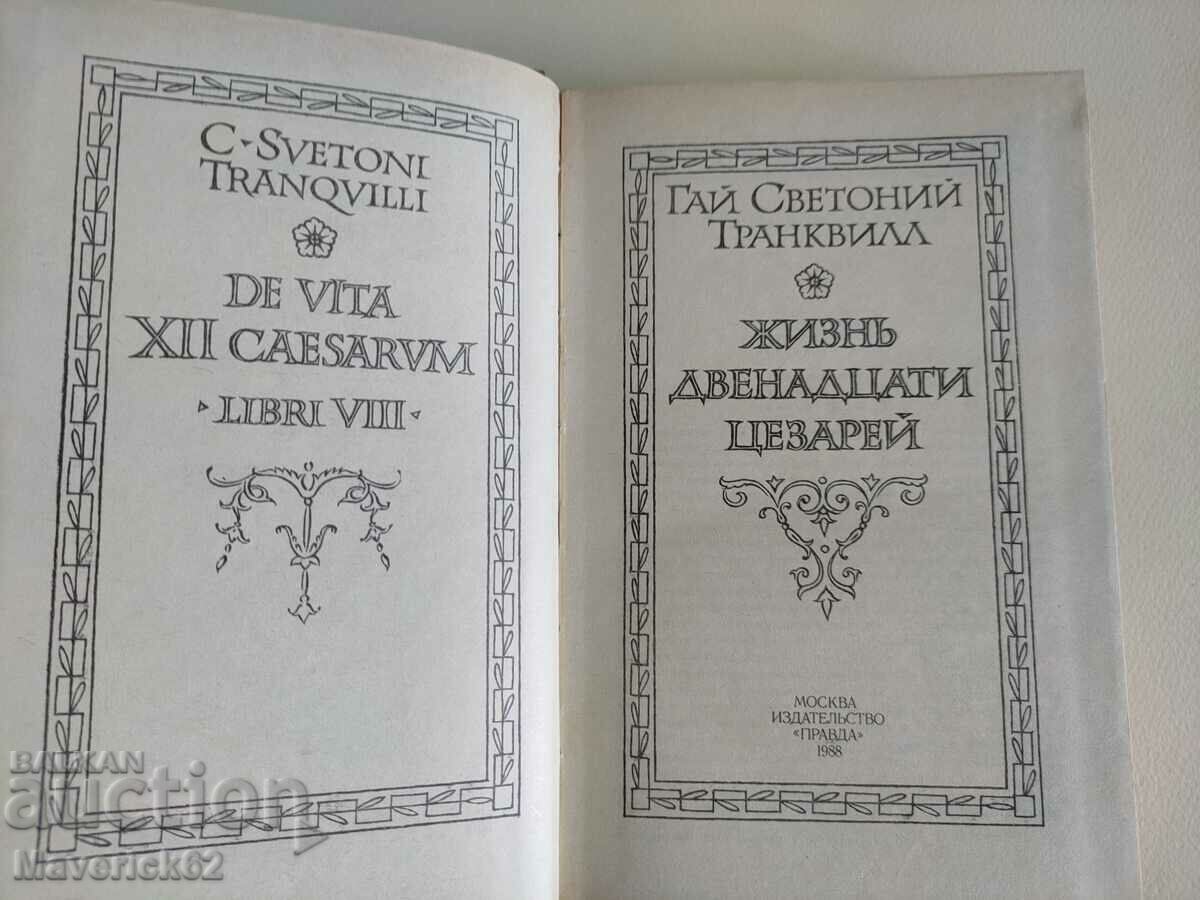 C▾SVETONI
TRANQVILLI
DE VITA
XII CAESARVM
▹LIBRI VIII◃
ГАЙ СВЕТОНИЙ
ТРАНКВИЛЛ
ЖИЗНЬ
ДВЕНАДЦАТИ
ЦЕЗАРЕЙ
МОСКВА
ИЗДАТЕЛЬСТВО
«ПРАВДА»
1988
BALKAN
auction
Maverick62